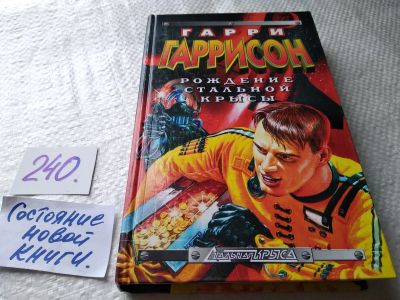 ГАРРИ
ГАРРИСОН
РОЖДЕНИЕ
СТАЛЬНОЙ
КРЫСЫ
Стальная КРЫСА
240.
Состояние
новой
книги.